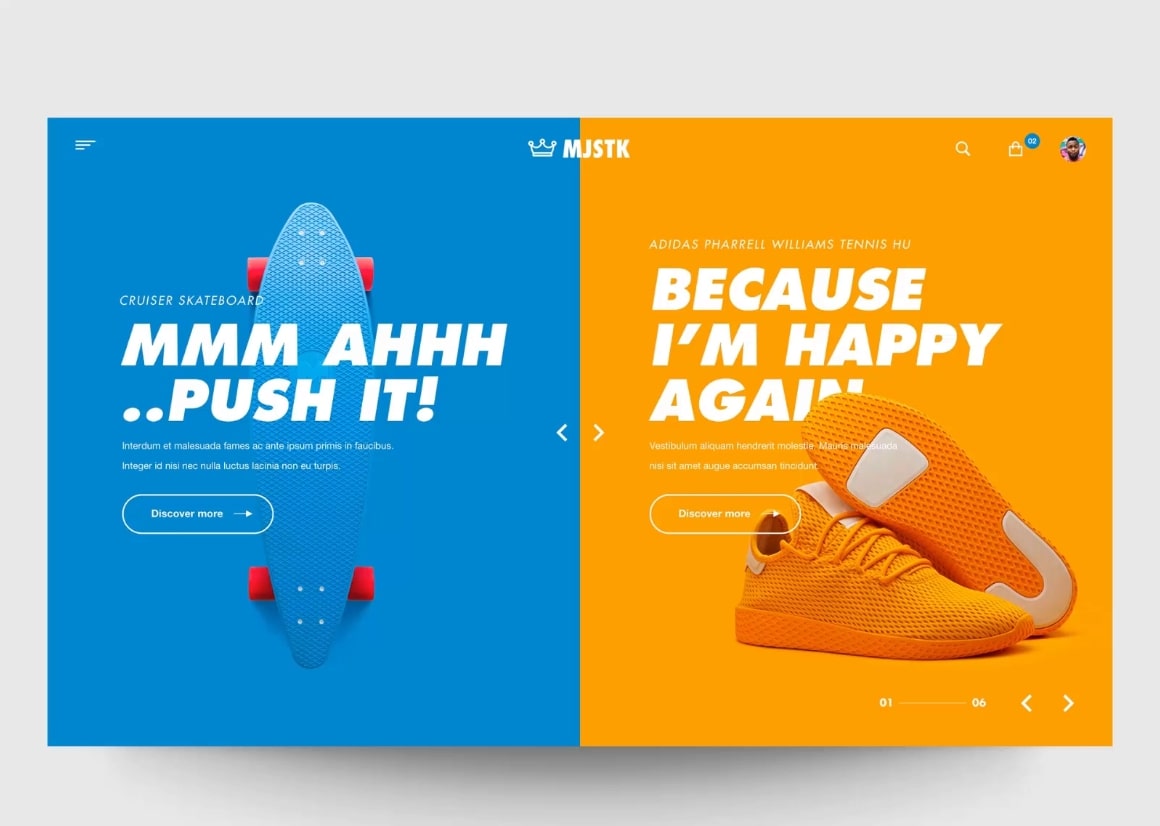 MJSTK
02
CRUISER SKATEBOARD
MMM AHHH
..PUSH IT!
Interdum et malesuada fames ac ante ipsum primis in faucibus.
Integer id nisi nec nulla luctus lacinia non eu turpis.
Discover more
ADIDAS PHARRELL WILLIAMS TENNIS HU
BECAUSE
I’M HAPPY
AGAIN
Vestibulum aliquam hendrerit molestie. Mauris malesuada
nisi sit amet augue accumsan tincidunt.
Discover more
01
06